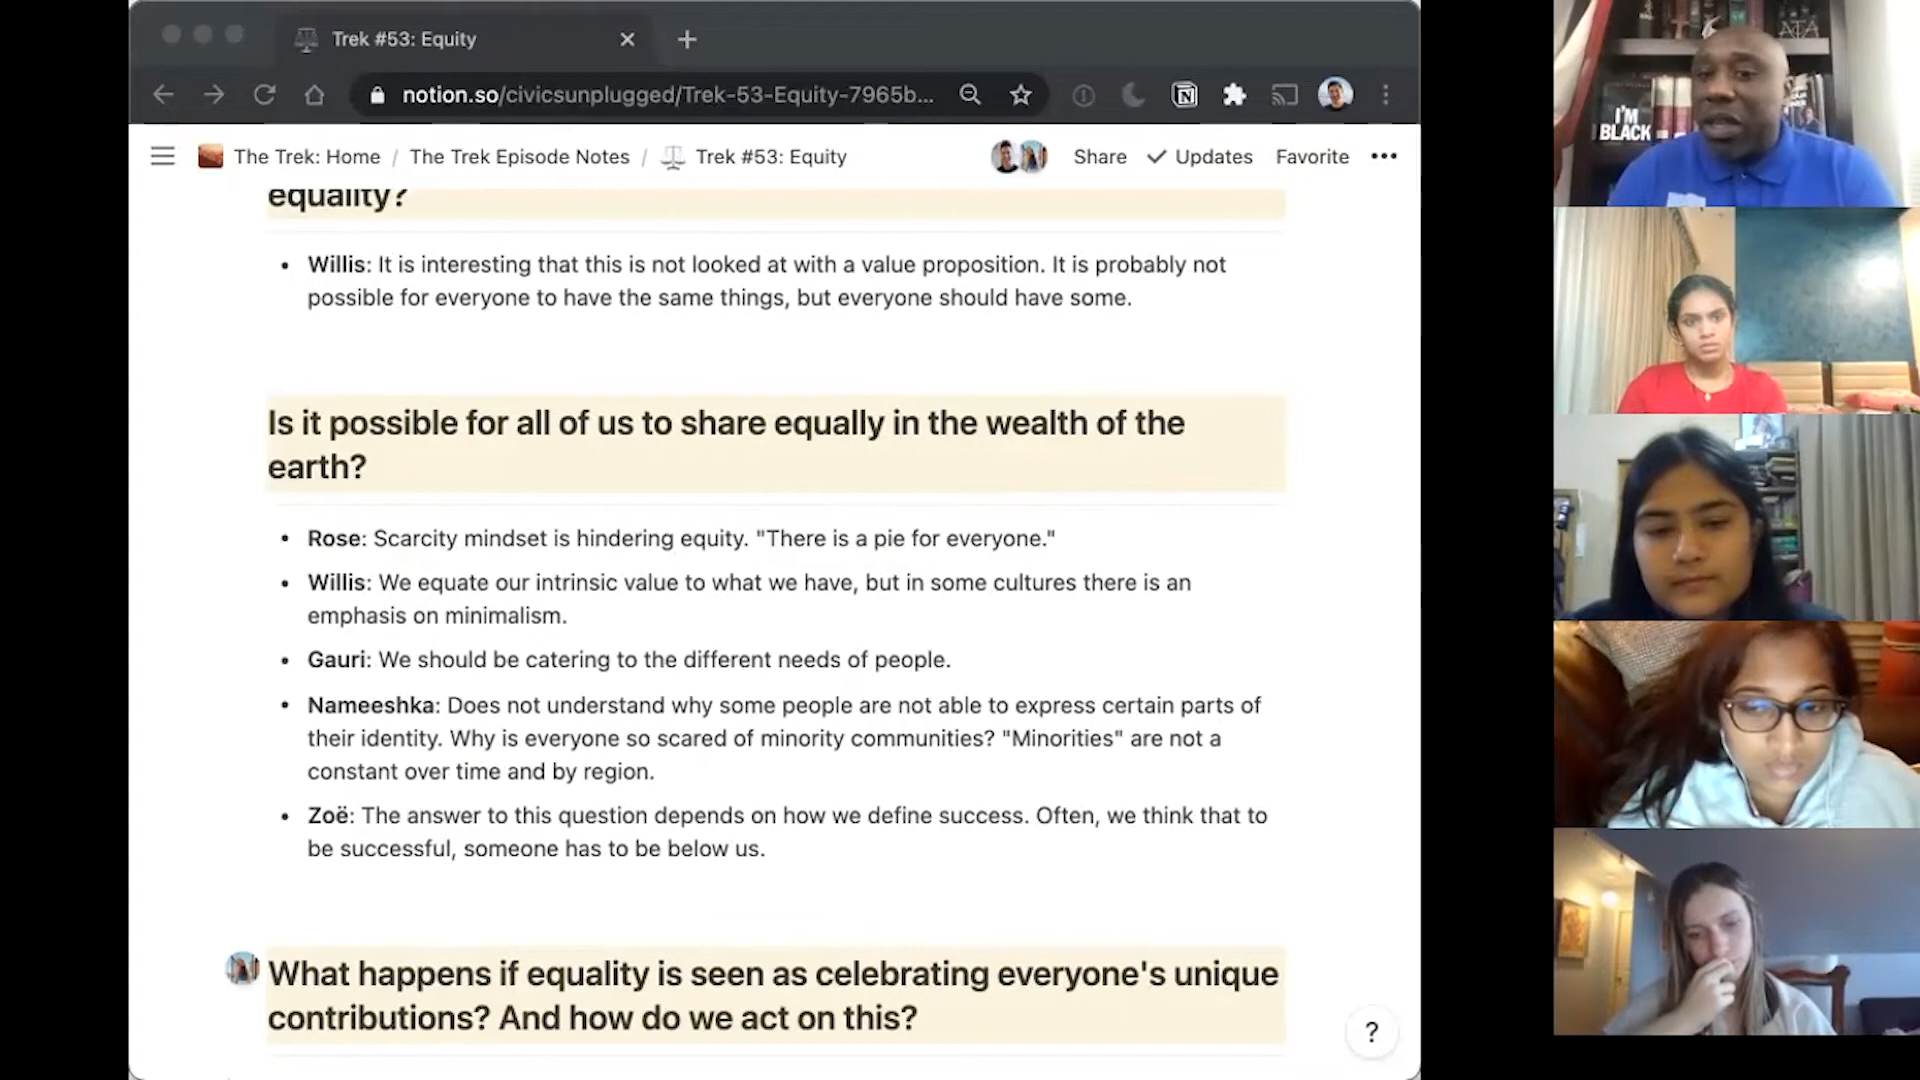 Trek #53: Equity
notion.so/civicsunplugged/Trek-53-Equity-7965b...
The Trek: Home / The Trek Episode Notes / Trek #53: Equity
Share Updates Favorite
equality?
• Willis: It is interesting that this is not looked at with a value proposition. It is probably not
possible for everyone to have the same things, but everyone should have some.
Is it possible for all of us to share equally in the wealth of the
earth?
• Rose: Scarcity mindset is hindering equity. "There is a pie for everyone."
• Willis: We equate our intrinsic value to what we have, but in some cultures there is an
emphasis on minimalism.
• Gauri: We should be catering to the different needs of people.
• Nameeshka: Does not understand why some people are not able to express certain parts of
their identity. Why is everyone so scared of minority communities? "Minorities" are not a
constant over time and by region.
• Zoë: The answer to this question depends on how we define success. Often, we think that to
be successful, someone has to be below us.
What happens if equality is seen as celebrating everyone's unique
contributions? And how do we act on this?
?
I'M
BLACK